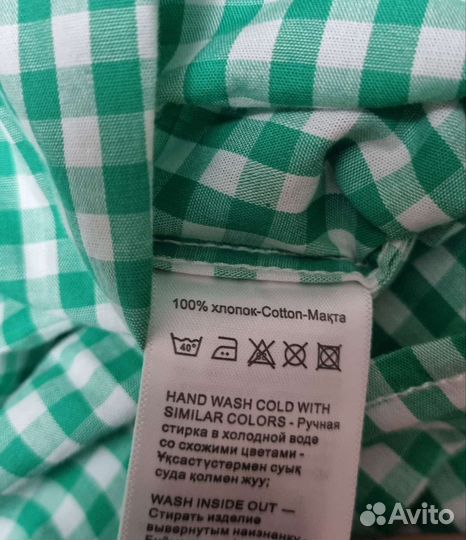 100% хлопок-Cotton-Мақта
40°
HAND WASH COLD WITH
SIMILAR COLORS - Ручная
стирка в холодной воде
со схожими цветами -
Ұқсастүстермен суық
суда қолмен жуу;
WASH INSIDE OUT —
Стирать изделие
вывернутым наизнанку
Avito